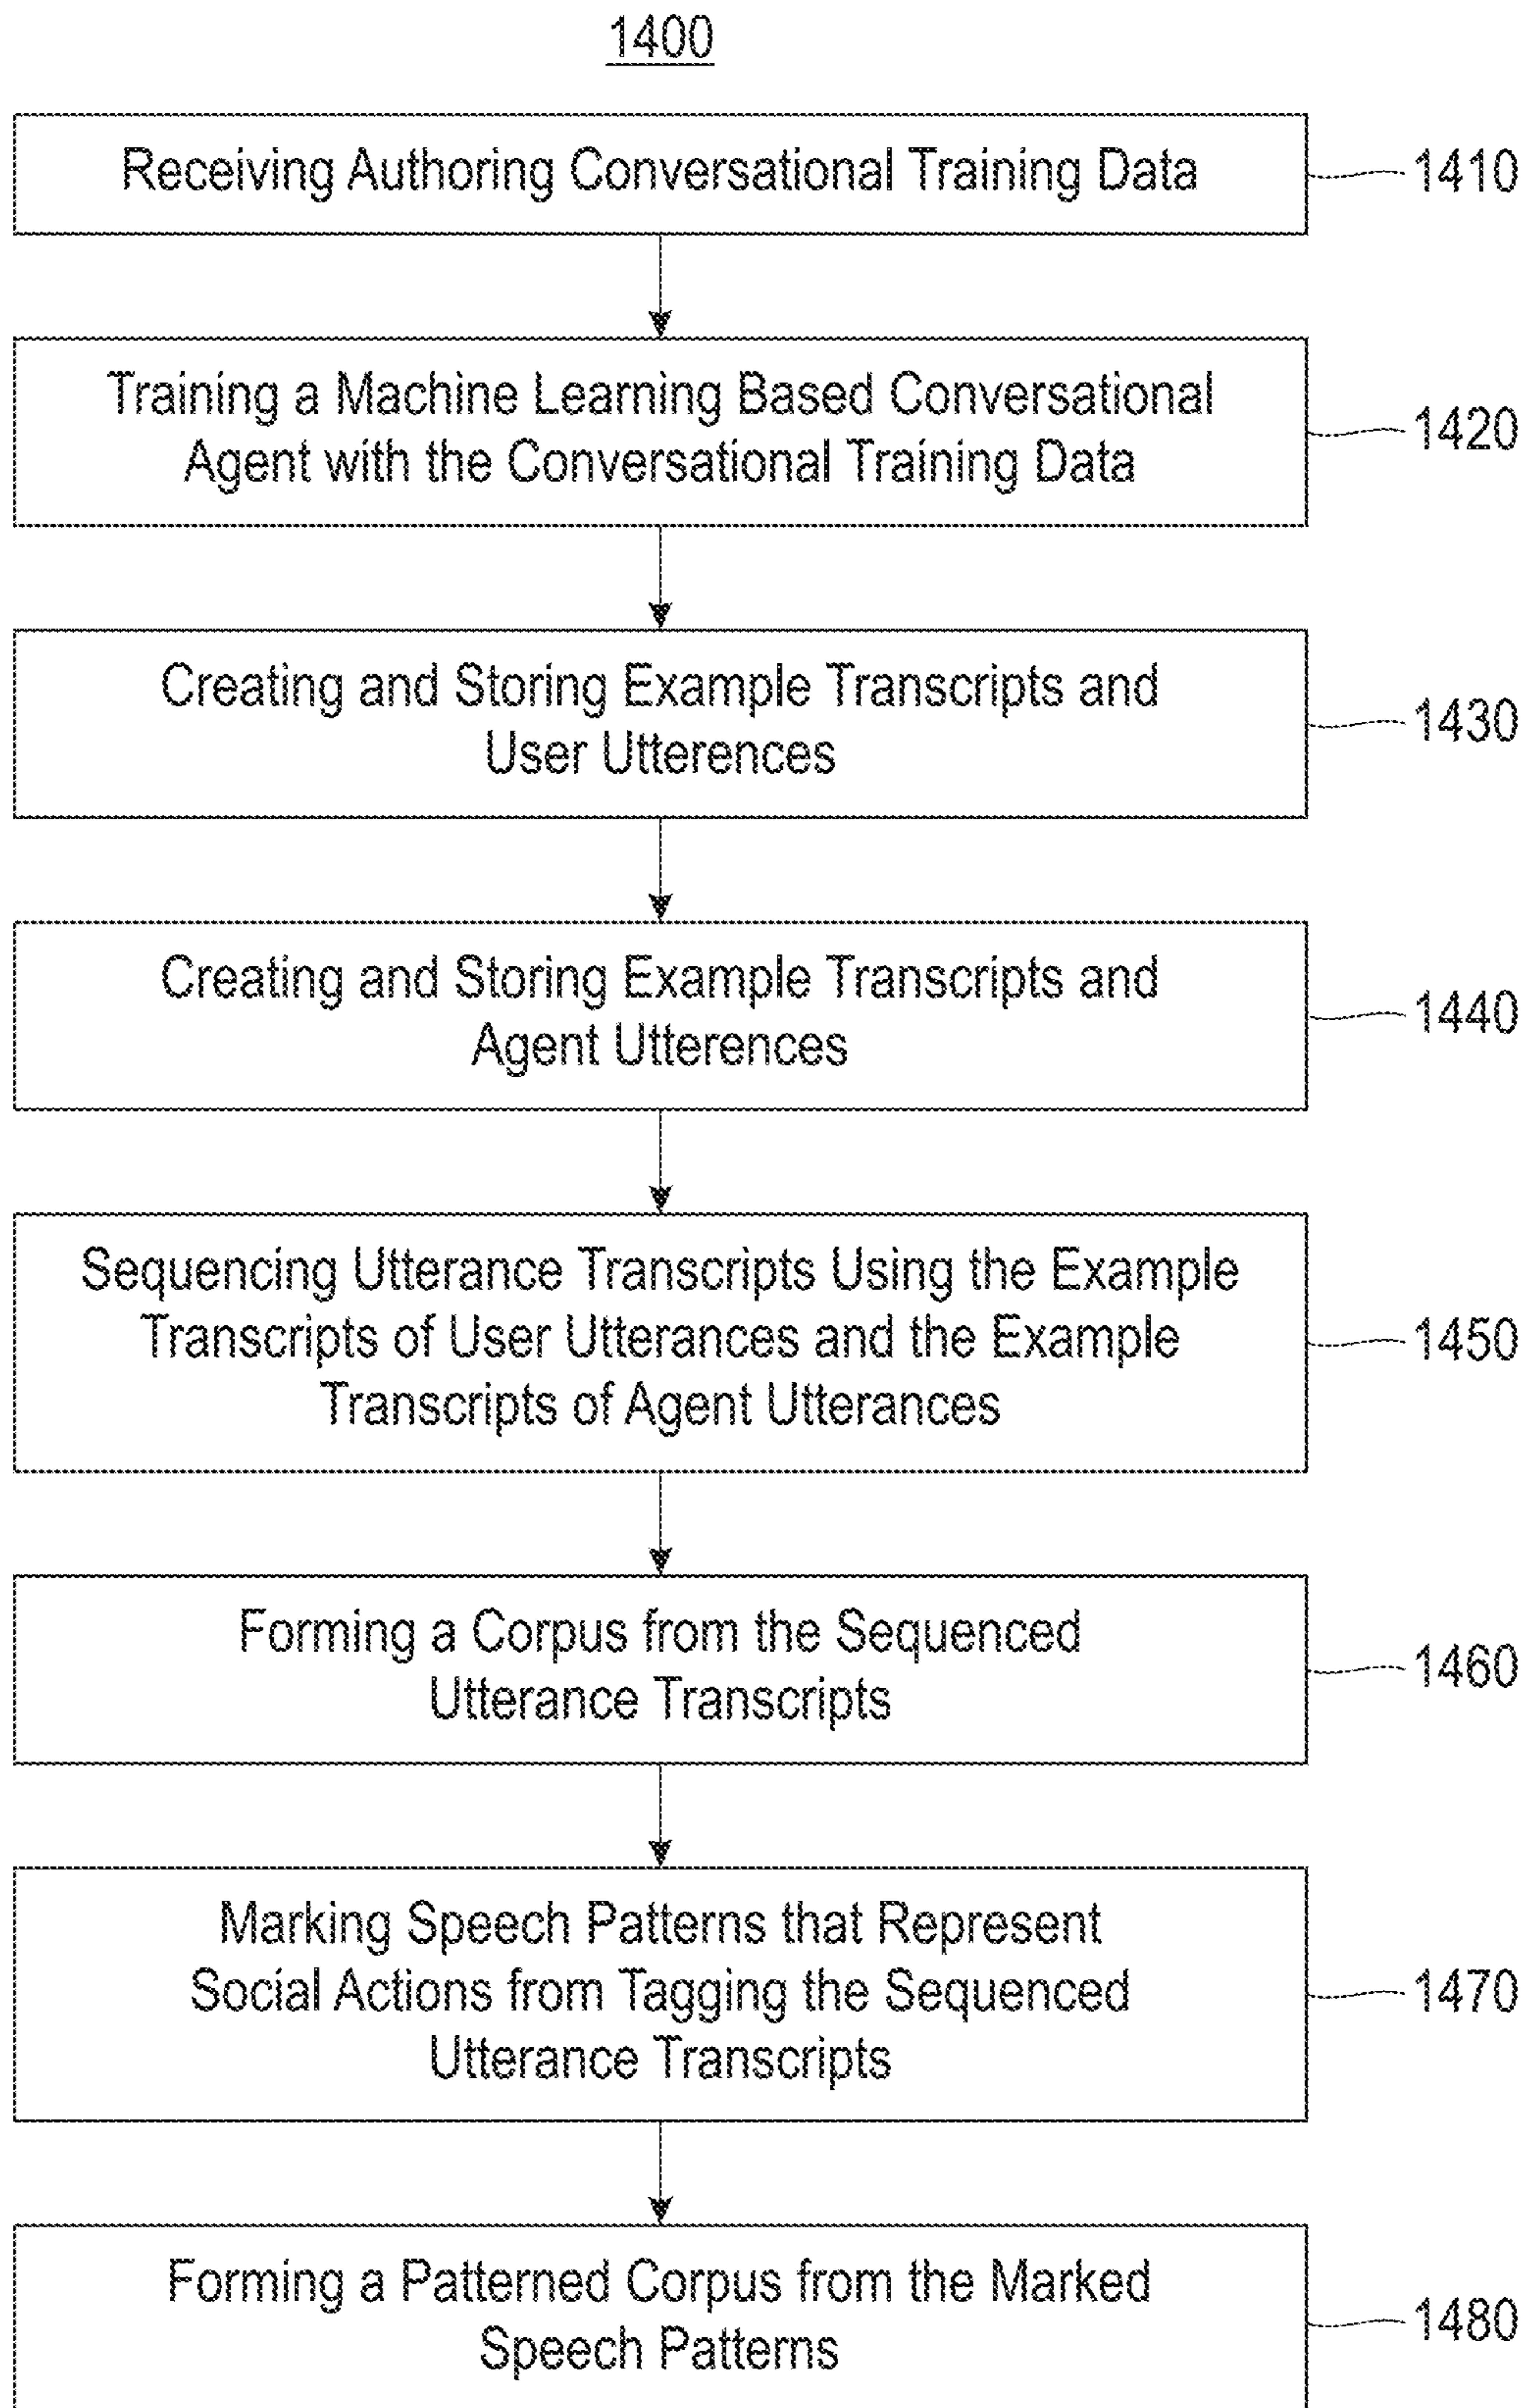 1400
Receiving Authoring Conversational Training Data
1410
Training a Machine Learning Based Conversational
Agent with the Conversational Training Data
1420
Creating and Storing Example Transcripts and
User Utterences
1430
Creating and Storing Example Transcripts and
Agent Utterences
1440
Sequencing Utterance Transcripts Using the Example
Transcripts of User Utterances and the Example
Transcripts of Agent Utterances
1450
Forming a Corpus from the Sequenced
Utterance Transcripts
1460
Marking Speech Patterns that Represent
Social Actions from Tagging the Sequenced
Utterance Transcripts
1470
Forming a Patterned Corpus from the Marked
Speech Patterns
1480